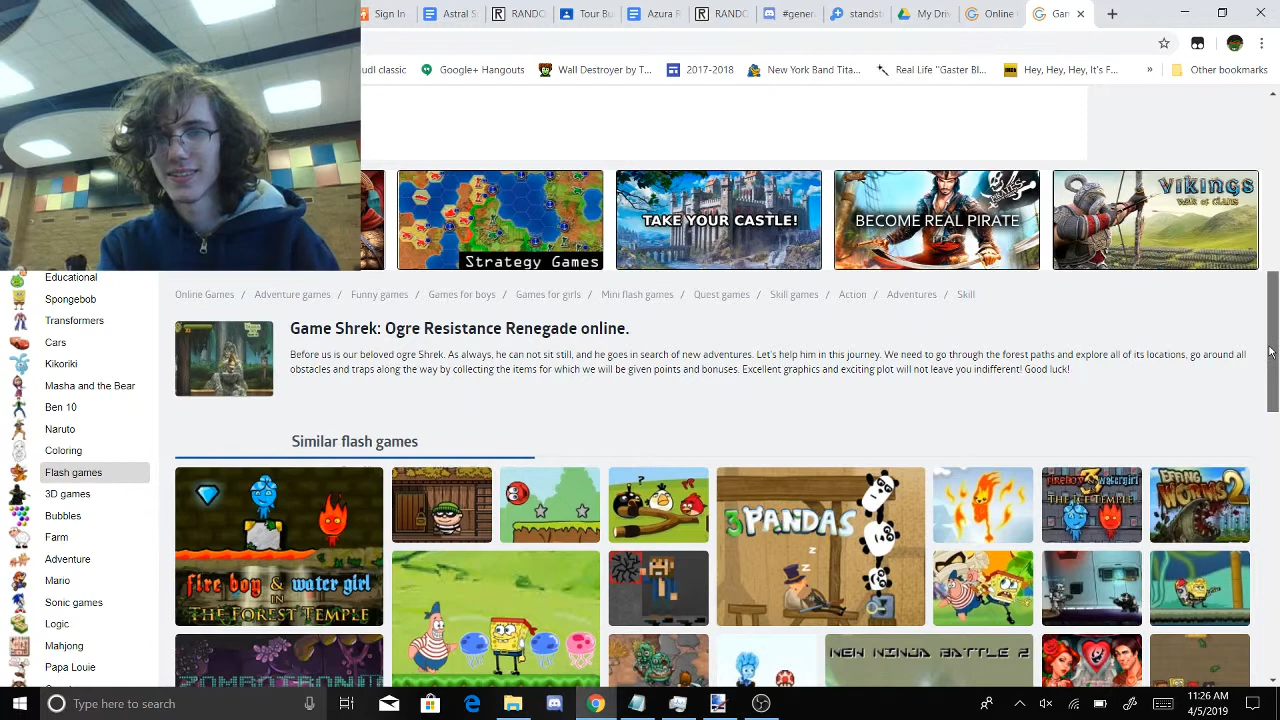 Sign In
Astral S
RANDO
Tour Bu
Azura R
RANDO
standst
My Driv
Online
Gam
udl classic
Google+ Hangouts
Wall Destroyer by T...
2017-2018
New York Band Tita...
Real Life "Gaster Bl...
Hey, Hey, Hey, It's F...
»
Other bookmarks
Strategy Games
TAKE YOUR CASTLE!
PIRATES
BECOME REAL PIRATE
VIKINGS
WAR OF CLANS
Online Games / Adventure games / Funny games / Games for boys / Games for girls / Mini flash games / Quest games / Skill games / Action / Adventures / Skill
Game Shrek: Ogre Resistance Renegade online.
Before us is our beloved ogre Shrek. As always, he can not sit still, and he goes in search of new adventures. Let's help him in this journey. We need to go through the forest paths and explore all of its locations, go around all
obstacles and traps along the way by collecting the items for which we will be given points and bonuses. Excellent graphics and exciting plot will not leave you indifferent! Good luck!
Educational
Spongebob
Transformers
Cars
Kikoriki
Masha and the Bear
Ben 10
Naruto
Coloring
Flash games
3D games
Bubbles
Farm
Adventure
Mario
Sonic games
Logic
Mahjong
Papa Louie
Similar flash games
fire boy & water girl
in
THE FOREST TEMPLE
3 PANDAS
z
z
fireboy & watergirl
3
THE ICE TEMPLE
WORMS 2
ZOMBOTRON
NEW NINJA BATTLE 2
Type here to search
11:26 AM
4/5/2019